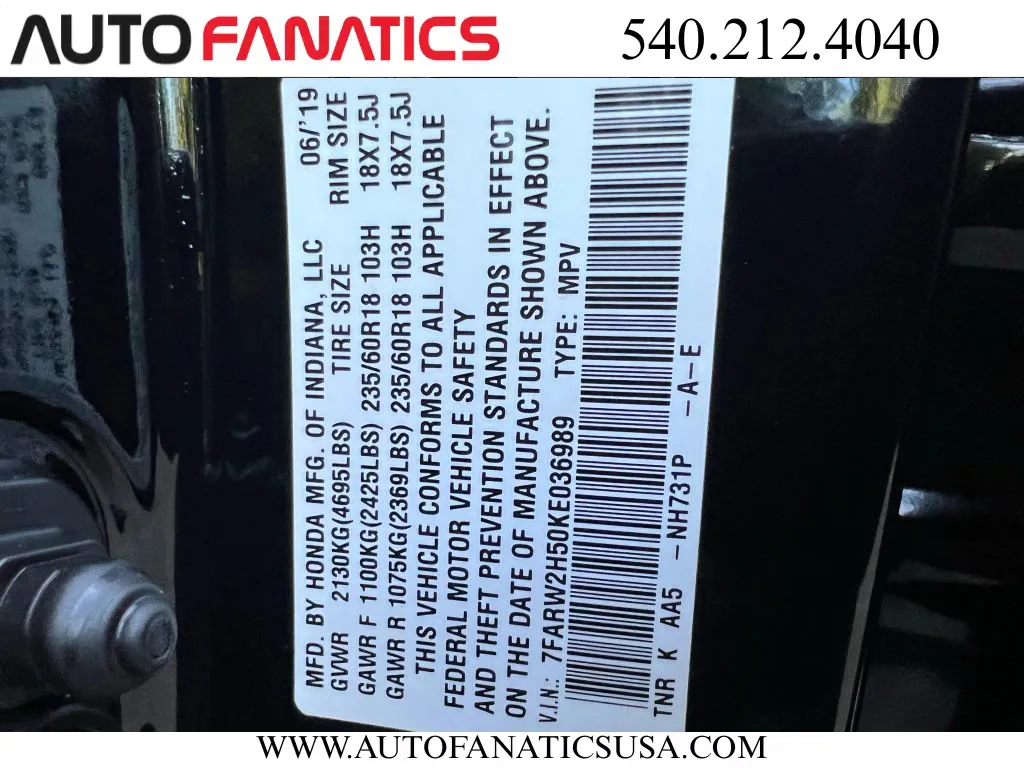 AUTOFANATICS
540.212.4040
MFD. BY HONDA MFG. OF INDIANA, LLC 06/'19
GVWR 2130KG(4695LBS) TIRE SIZE RIM SIZE
GAWR F 1100KG(2425LBS) 235/60R18 103H 18X7.5J
GAWR R 1075KG(2369LBS) 235/60R18 103H 18X7.5J
THIS VEHICLE CONFORMS TO ALL APPLICABLE
FEDERAL MOTOR VEHICLE SAFETY
AND THEFT PREVENTION STANDARDS IN EFFECT
ON THE DATE OF MANUFACTURE SHOWN ABOVE.
V.I.N.: 7FARW2H50KE036989 TYPE: MPV
TNR K AA5 -NH731P -A-E
WWW.AUTOFANATICSUSA.COM